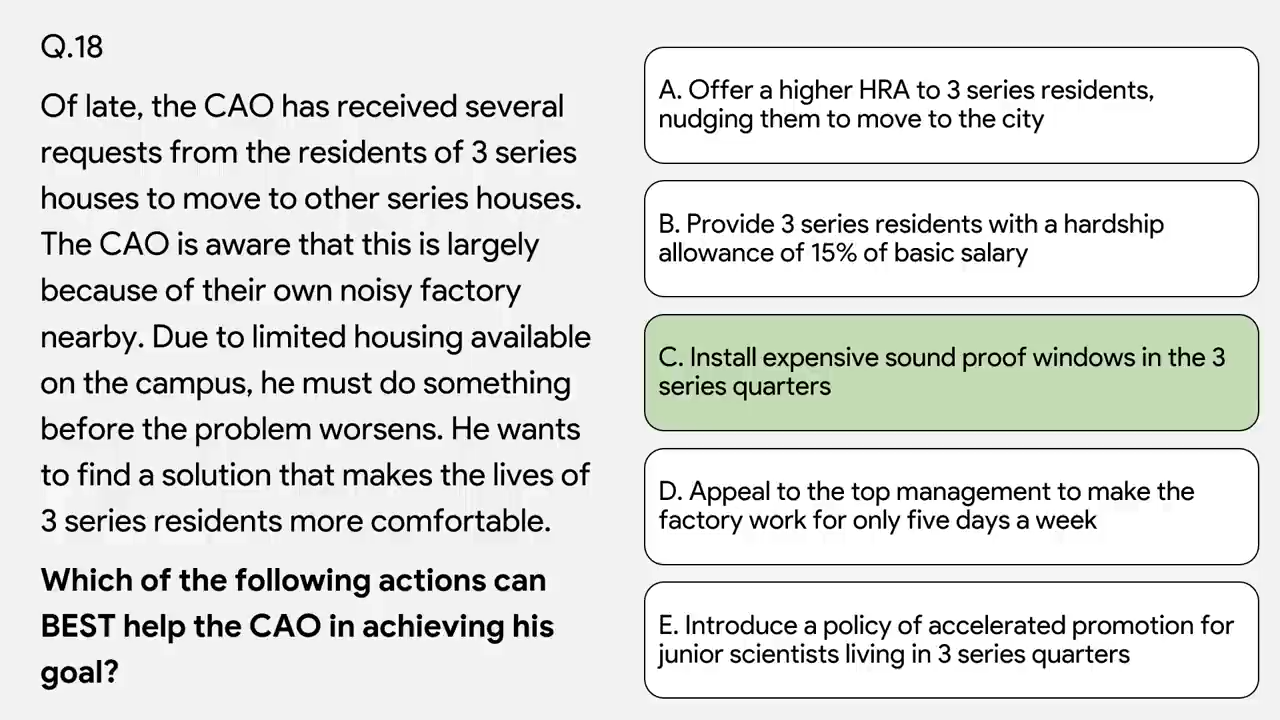 Q.18
Of late, the CAO has received several
requests from the residents of 3 series
houses to move to other series houses.
The CAO is aware that this is largely
because of their own noisy factory
nearby. Due to limited housing available
on the campus, he must do something
before the problem worsens. He wants
to find a solution that makes the lives of
3 series residents more comfortable.
Which of the following actions can
BEST help the CAO in achieving his
goal?
A. Offer a higher HRA to 3 series residents,
nudging them to move to the city
B. Provide 3 series residents with a hardship
allowance of 15% of basic salary
C. Install expensive sound proof windows in the 3
series quarters
D. Appeal to the top management to make the
factory work for only five days a week
E. Introduce a policy of accelerated promotion for
junior scientists living in 3 series quarters